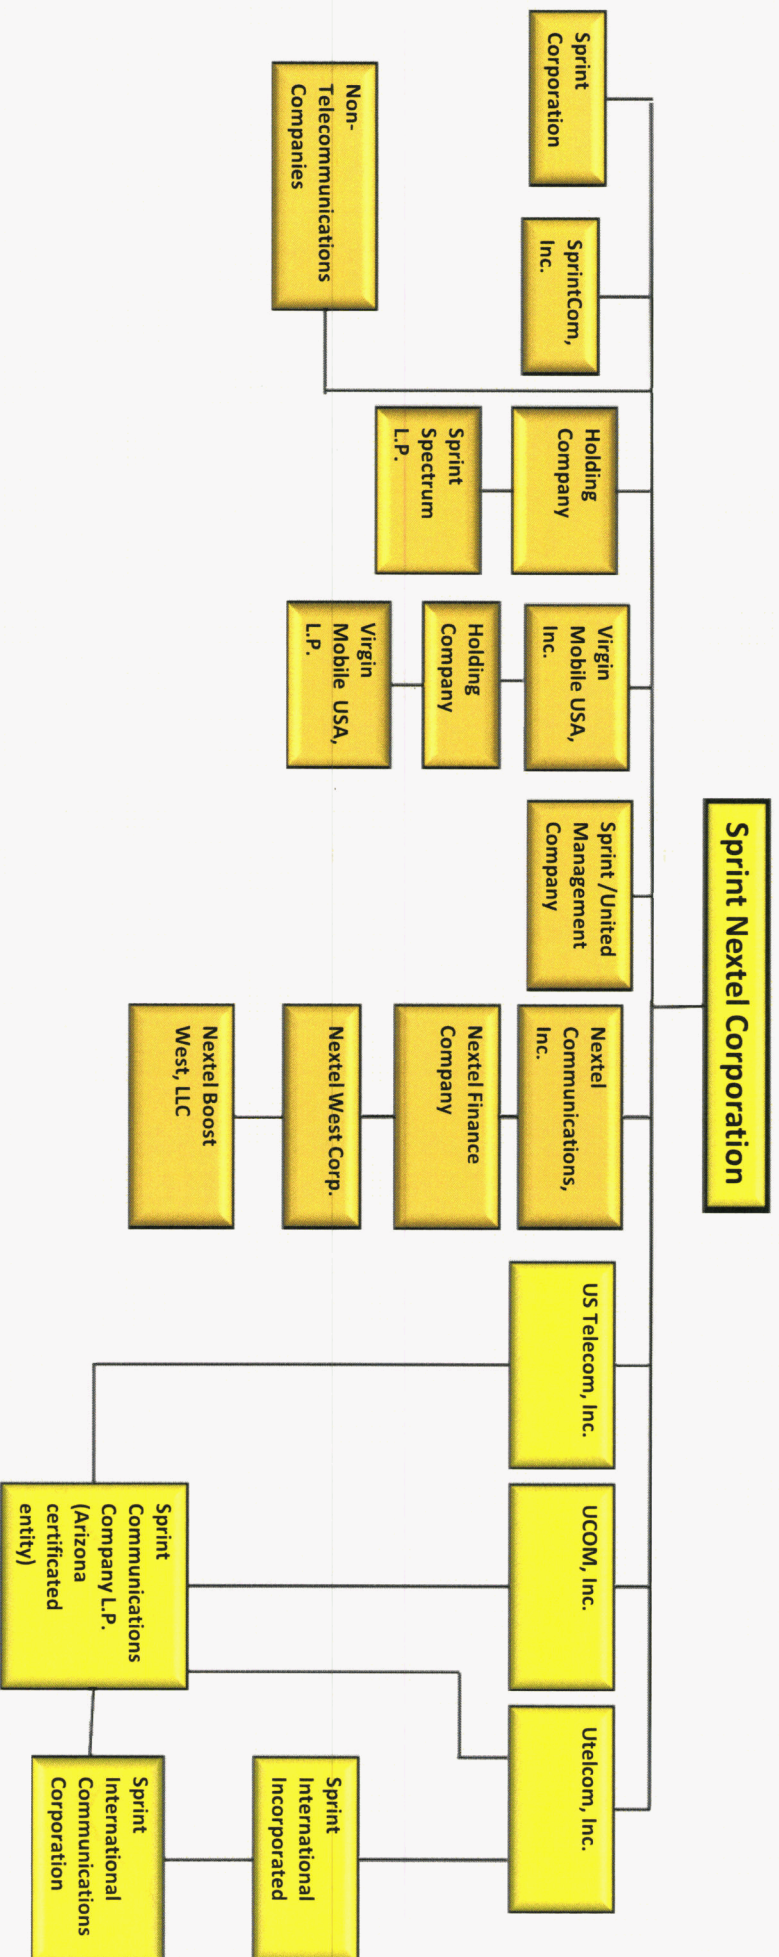 Sprint Nextel Corporation
Sprint
Corporation
SprintCom,
Inc.
Non-
Telecommunications
Companies
Holding
Company
Sprint
Spectrum
L.P.
Virgin
Mobile USA,
Inc.
Holding
Company
Virgin
Mobile USA,
L.P.
Sprint /United
Management
Company
Nextel
Communications,
Inc.
Nextel Finance
Company
Nextel West Corp.
Nextel Boost
West, LLC
US Telecom, Inc.
UCOM, Inc.
Utelcom, Inc.
Sprint
Communications
Company L.P.
(Arizona
certificated
entity)
Sprint
International
Incorporated
Sprint
International
Communications
Corporation